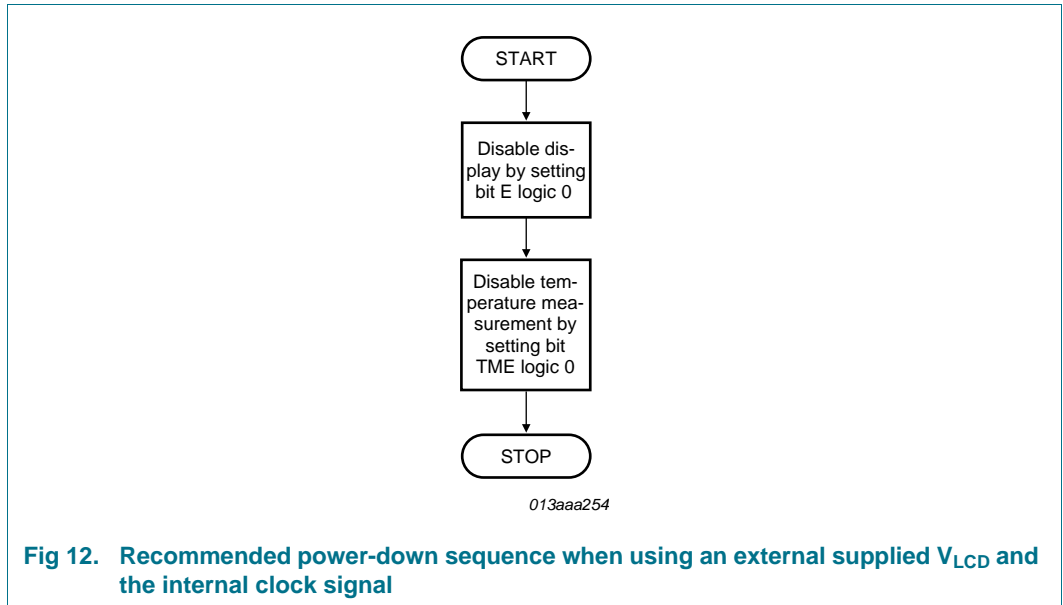 START
Disable dis-
play by setting
bit E logic 0
Disable tem-
perature mea-
surement by
setting bit
TME logic 0
STOP
013aaa254
Fig 12. Recommended power-down sequence when using an external supplied VLCD and
the internal clock signal